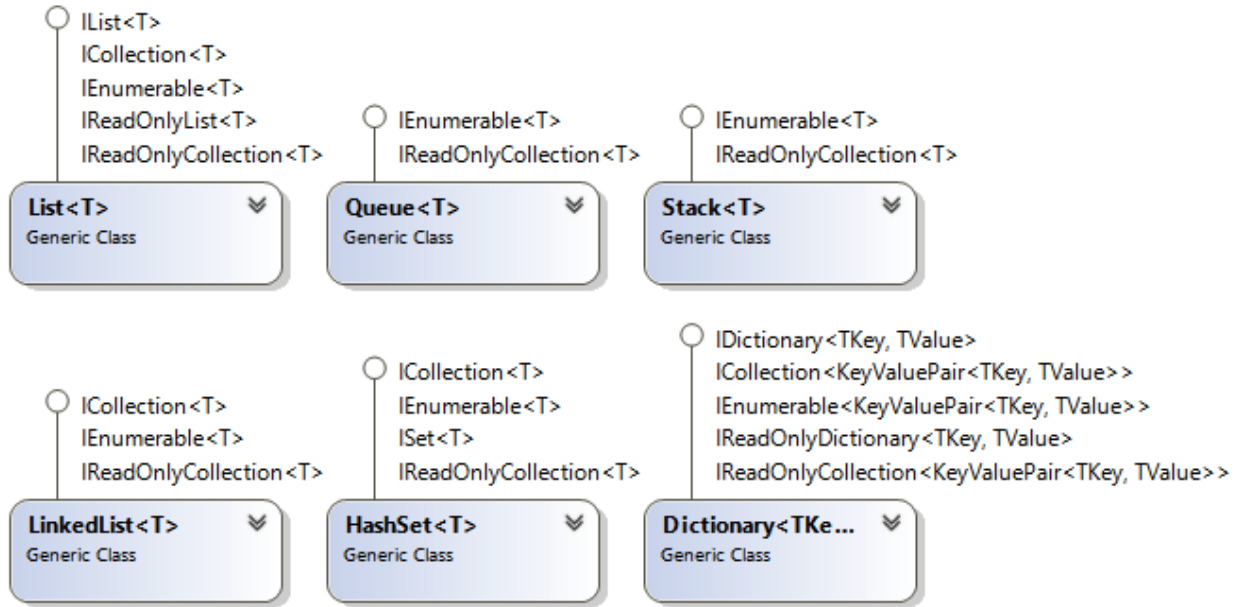 IList<T>
ICollection<T>
IEnumerable<T>
IReadOnlyList<T>
IReadOnlyCollection<T>
List<T>
Generic Class
IEnumerable<T>
IReadOnlyCollection<T>
Queue<T>
Generic Class
IEnumerable<T>
IReadOnlyCollection<T>
Stack<T>
Generic Class
ICollection<T>
IEnumerable<T>
IReadOnlyCollection<T>
LinkedList<T>
Generic Class
ICollection<T>
IEnumerable<T>
ISet<T>
IReadOnlyCollection<T>
HashSet<T>
Generic Class
IDictionary<TKey, TValue>
ICollection<KeyValuePair<TKey, TValue>>
IEnumerable<KeyValuePair<TKey, TValue>>
IReadOnlyDictionary<TKey, TValue>
IReadOnlyCollection<KeyValuePair<TKey, TValue>>
Dictionary<TKe...
Generic Class